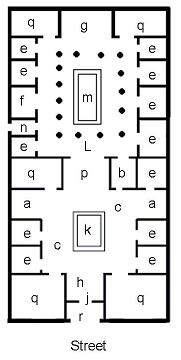 q g q
e e
e e
m
f e
n
e e
L
q p b e
a a
c
e k e
c
e e
h
q j q
r
Street